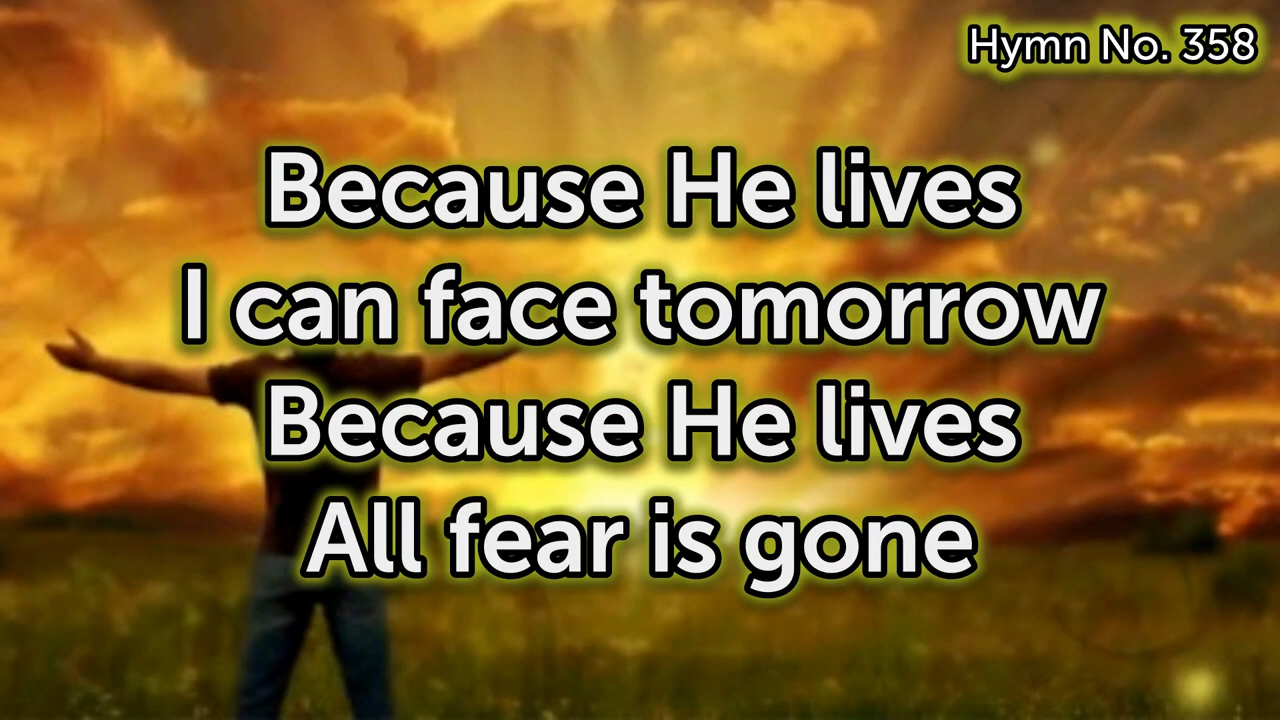 Hymn No. 358
Because He lives
I can face tomorrow
Because He lives
All fear is gone